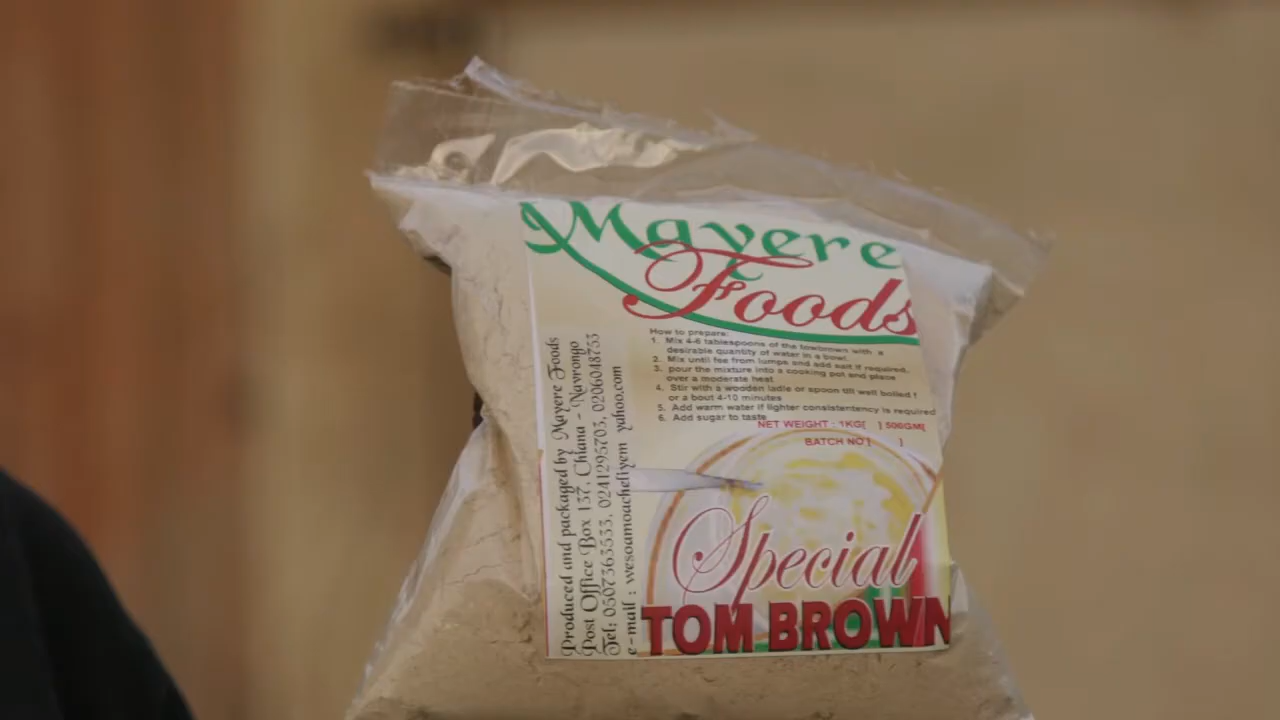 Mayere
Foods
How to prepare:
1. Mix 4-6 tablespoons of the tombrown with a
desirable quantity of water in a bowl.
2. Mix until fee from lumps and add salt if required.
3. pour the mixture into a cooking pot and place
over a moderate heat
4. Stir with a wooden ladle or spoon till well boiled f
or a bout 4-10 minutes
5. Add warm water if lighter consistentency is required
6. Add sugar to taste
NET WEIGHT : 1KG[ ] 500GM[
BATCH NO [ ]
Special
TOM BROWN
Produced and packaged by Mayere Foods
Post Office Box 137, Chiana - Navrongo
Tel: 0507363533, 0241295703, 0206048753
e-mail : wesoamoacheliyem yahoo.com